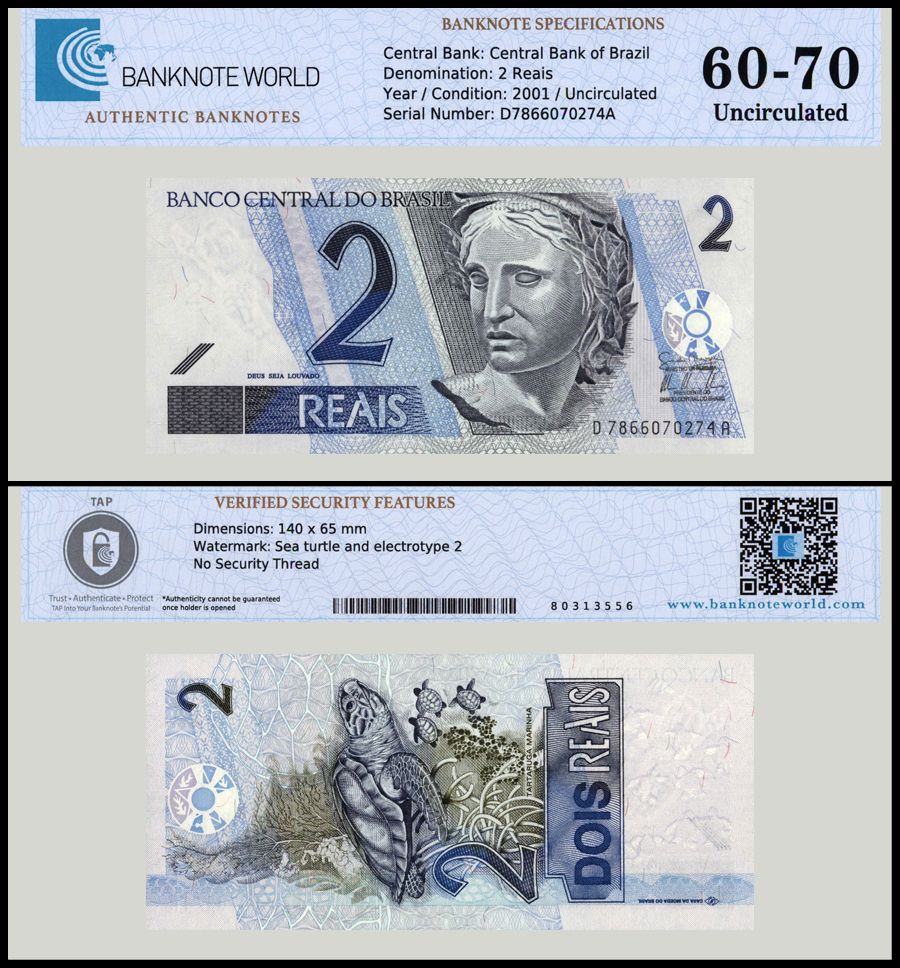 BANKNOTE WORLD
AUTHENTIC BANKNOTES
BANKNOTE SPECIFICATIONS
Central Bank: Central Bank of Brazil
Denomination: 2 Reais
Year / Condition: 2001 / Uncirculated
Serial Number: D7866070274A
60-70
Uncirculated
BANCO CENTRAL DO BRASIL
2
2
DEUS SEJA LOUVADO
REAIS
PRESIDENTE DO
BANCO CENTRAL DO BRASIL
D 7866070274 A
TAP
Trust • Authenticate • Protect
TAP Into Your Banknote's Potential
VERIFIED SECURITY FEATURES
Dimensions: 140 x 65 mm
Watermark: Sea turtle and electrotype 2
No Security Thread
*Authenticity cannot be guaranteed
once holder is opened
80313556
www.banknoteworld.com
2
TARTARUGA MARINHA
2
DOIS REAIS
CASA DA MOEDA DO BRASIL